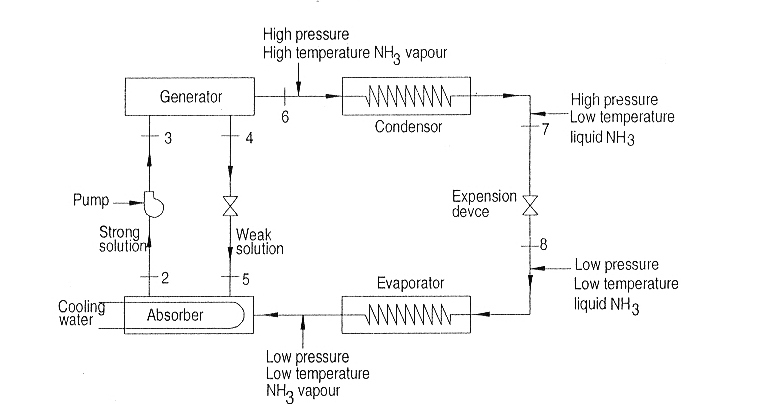 High pressure
High temperature NH3 vapour
Generator
6
Condensor
High pressure
Low temperature
liquid NH3
7
3
4
Pump
Expension
devce
Strong
solution
Weak
solution
8
2
5
Low pressure
Low temperature
liquid NH3
Evaporator
Cooling
water
Absorber
Low pressure
Low temperature
NH3 vapour